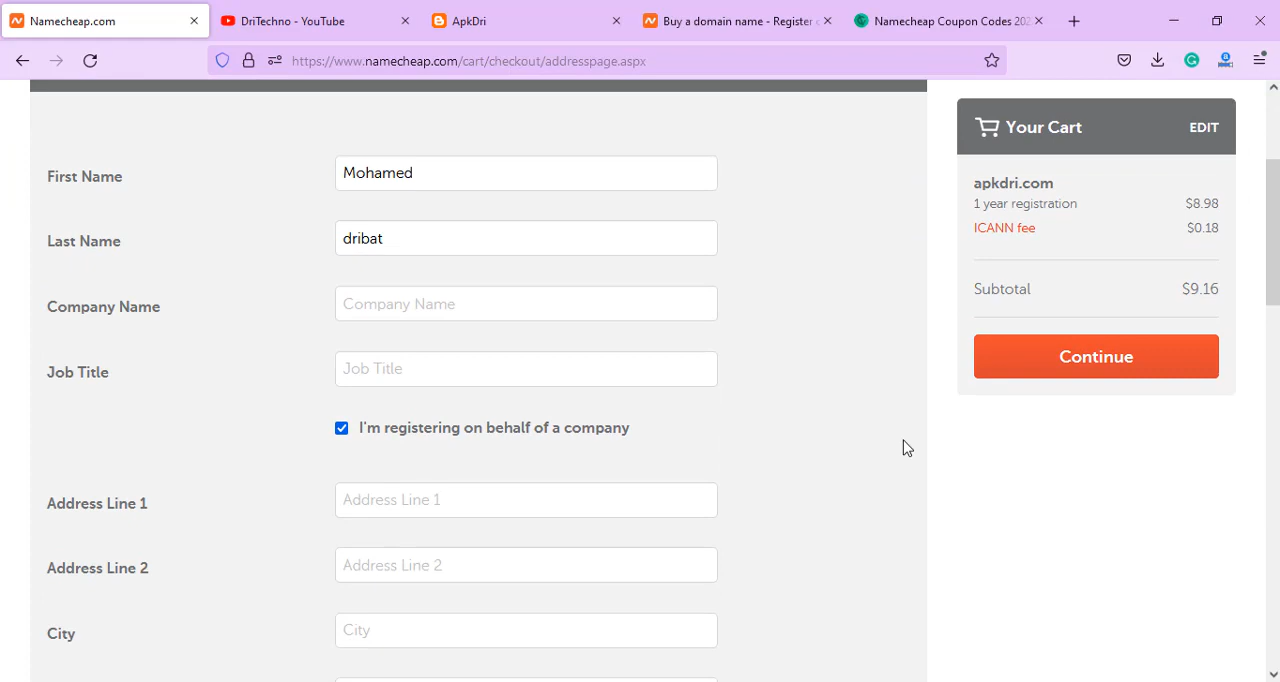 Namecheap.com
DriTechno - YouTube
ApkDri
Buy a domain name - Register
Namecheap Coupon Codes 202
https://www.namecheap.com/cart/checkout/addresspage.aspx
First Name
Mohamed
Last Name
dribat
Company Name
Company Name
Job Title
Job Title
I'm registering on behalf of a company
Address Line 1
Address Line 1
Address Line 2
Address Line 2
City
City
Your Cart EDIT
apkdri.com
1 year registration $8.98
ICANN fee $0.18
Subtotal $9.16
Continue